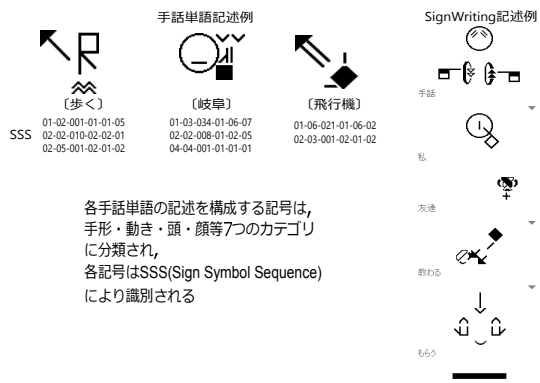 手話単語記述例
SignWriting記述例
〔歩く〕
〔岐阜〕
〔飛行機〕
SSS
01-02-001-01-01-05
02-02-010-02-02-01
02-05-001-02-01-02
01-03-034-01-06-07
02-02-008-01-02-05
04-04-001-01-01-01
01-06-021-01-06-02
02-03-001-02-01-02
各手話単語の記述を構成する記号は,
手形・動き・頭・顔等7つのカテゴリ
に分類され,
各記号はSSS(Sign Symbol Sequence)
により識別される
手話
私
友達
教わる
もらう